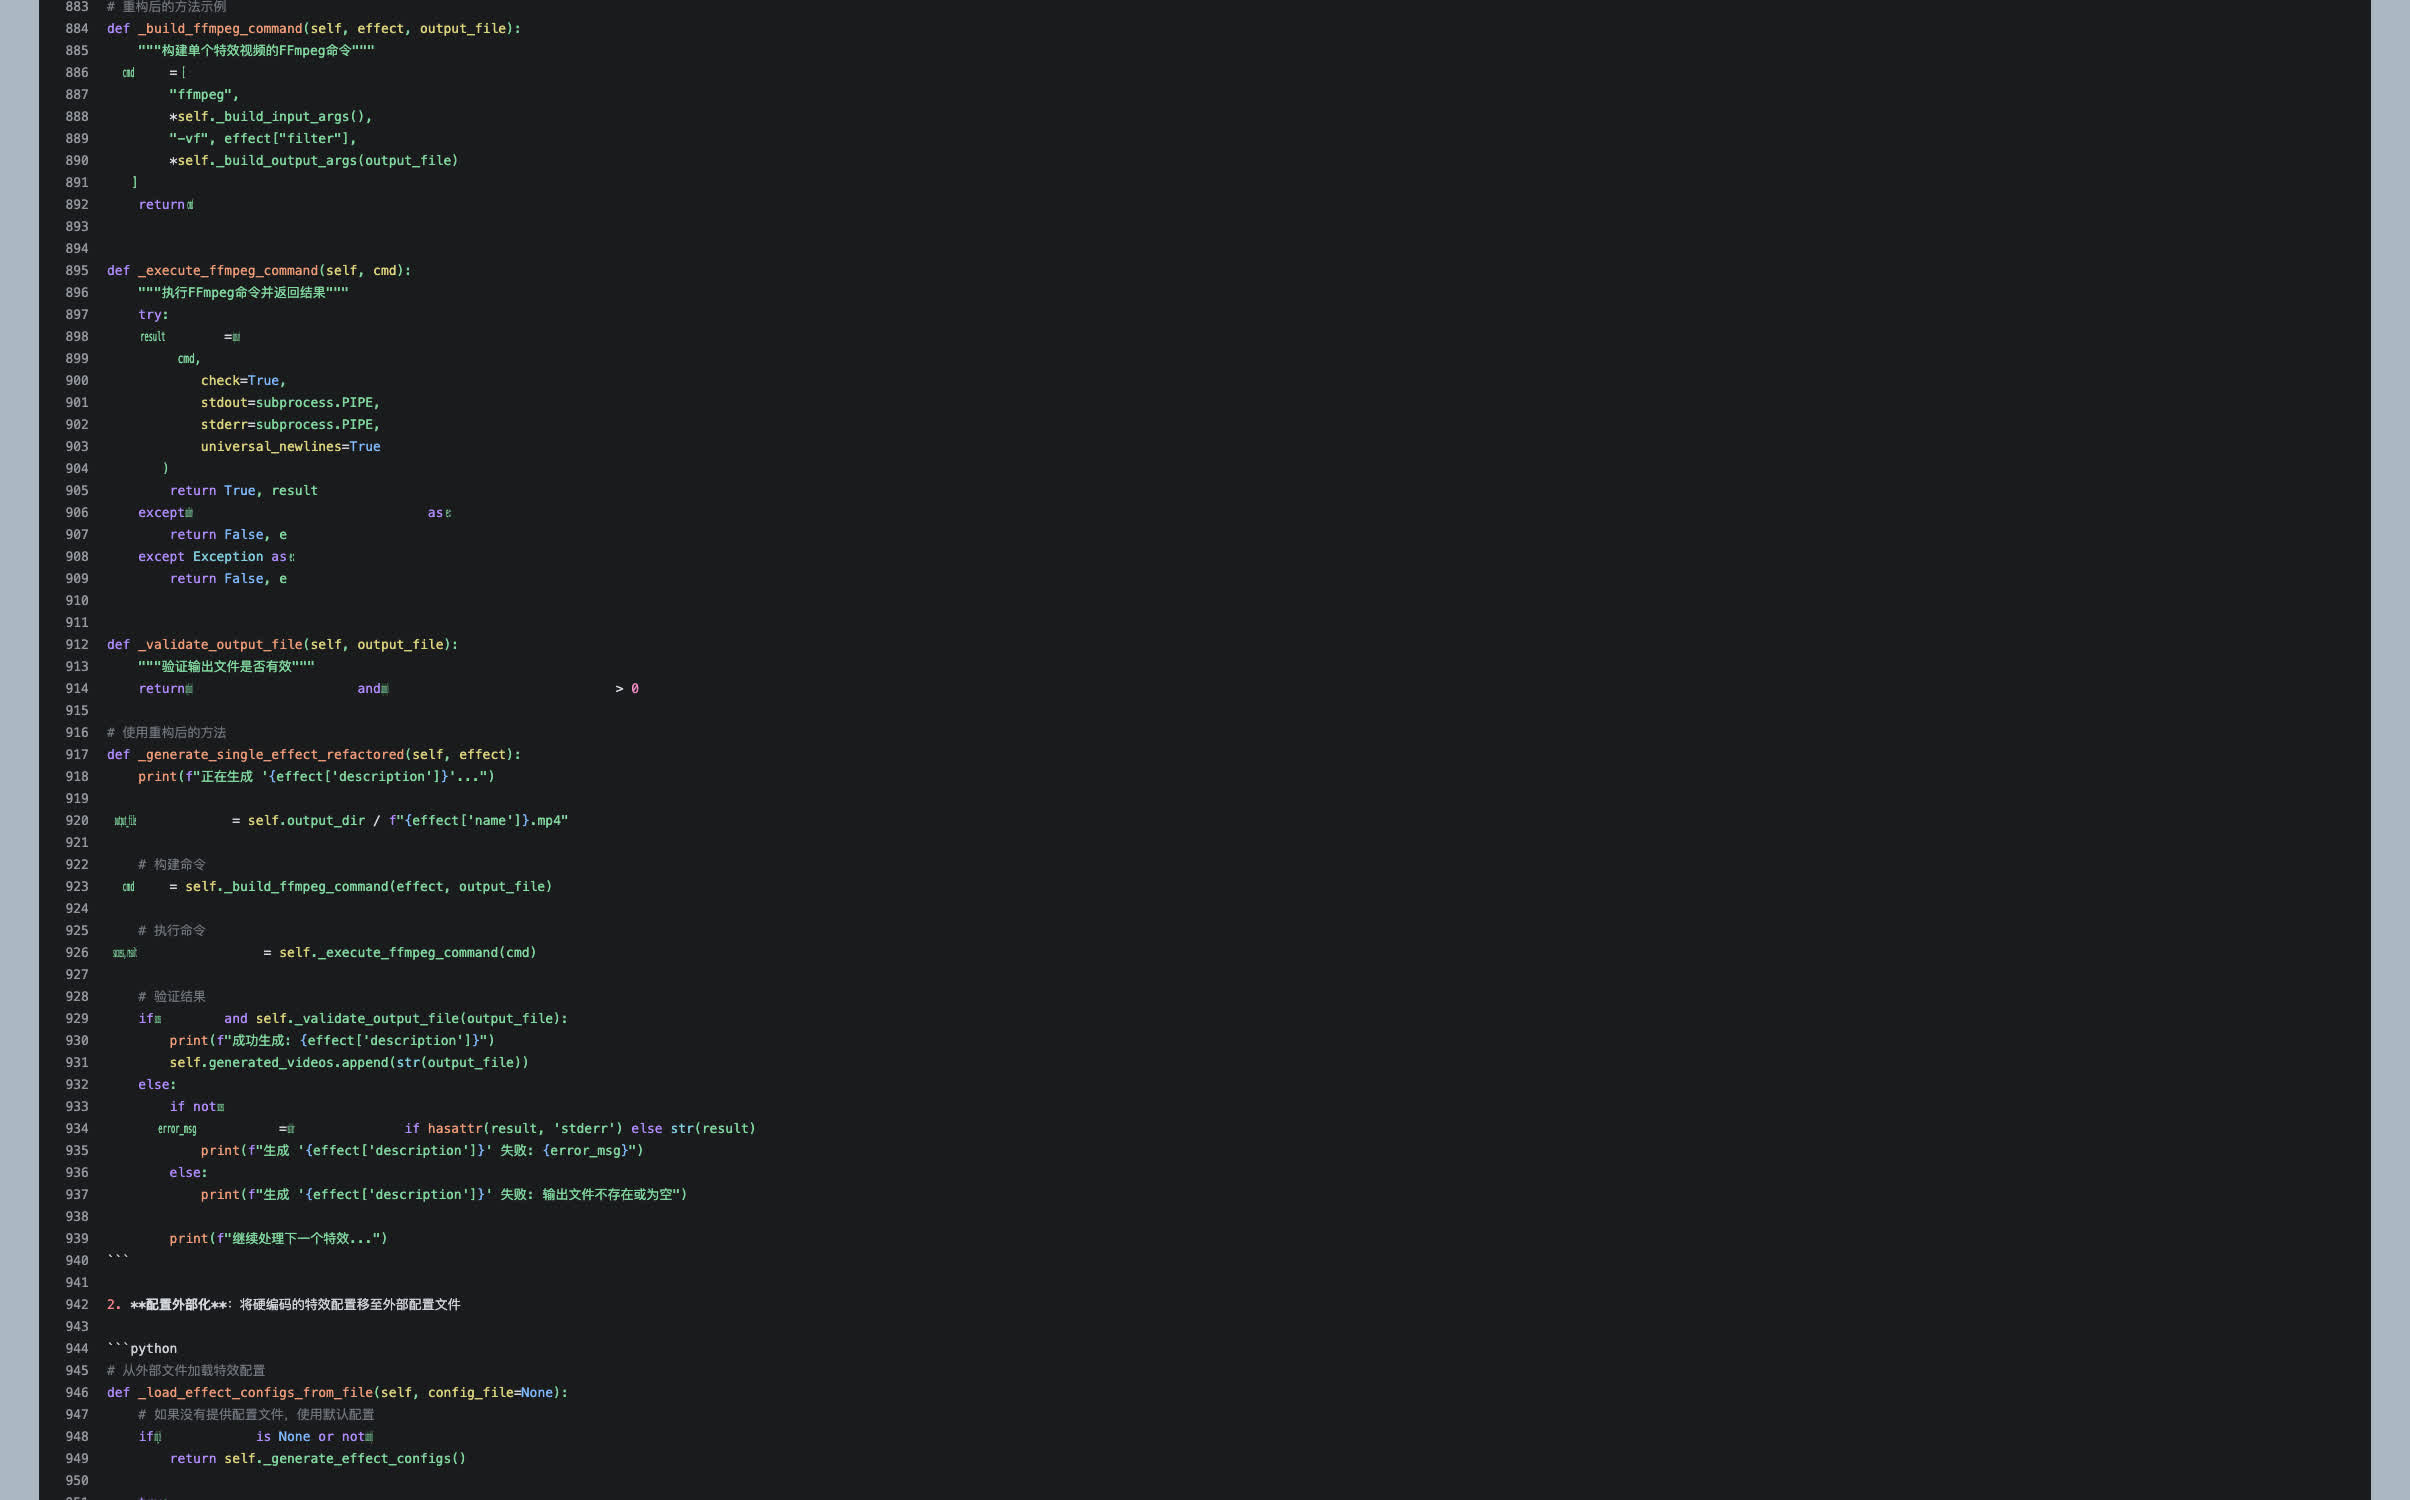 883 # 重构后的方法示例
884 def _build_ffmpeg_command(self, effect, output_file):
885 """构建单个特效视频的FFmpeg命令"""
886 cmd = [
887 "ffmpeg",
888 *self._build_input_args(),
889 "-vf", effect["filter"],
890 *self._build_output_args(output_file)
891 ]
892 return
893
894
895 def _execute_ffmpeg_command(self, cmd):
896 """执行FFmpeg命令并返回结果"""
897 try:
898 result =
899 cmd,
900 check=True,
901 stdout=subprocess.PIPE,
902 stderr=subprocess.PIPE,
903 universal_newlines=True
904 )
905 return True, result
906 except as
907 return False, e
908 except Exception as
909 return False, e
910
911
912 def _validate_output_file(self, output_file):
913 """验证输出文件是否有效"""
914 return and > 0
915
916 # 使用重构后的方法
917 def _generate_single_effect_refactored(self, effect):
918 print(f"正在生成 '{effect['description']}'...")
919
920 output_file = self.output_dir / f"{effect['name']}.mp4"
921
922 # 构建命令
923 cmd = self._build_ffmpeg_command(effect, output_file)
924
925 # 执行命令
926 = self._execute_ffmpeg_command(cmd)
927
928 # 验证结果
929 if and self._validate_output_file(output_file):
930 print(f"成功生成: {effect['description']}")
931 self.generated_videos.append(str(output_file))
932 else:
933 if not
934 error_msg = if hasattr(result, 'stderr') else str(result)
935 print(f"生成 '{effect['description']}' 失败: {error_msg}")
936 else:
937 print(f"生成 '{effect['description']}' 失败: 输出文件不存在或为空")
938
939 print(f"继续处理下一个特效...")
940 ```
941
942 2. **配置外部化**: 将硬编码的特效配置移至外部配置文件
943
944 ```python
945 # 从外部文件加载特效配置
946 def _load_effect_configs_from_file(self, config_file=None):
947 # 如果没有提供配置文件，使用默认配置
948 if is None or not
949 return self._generate_effect_configs()
950